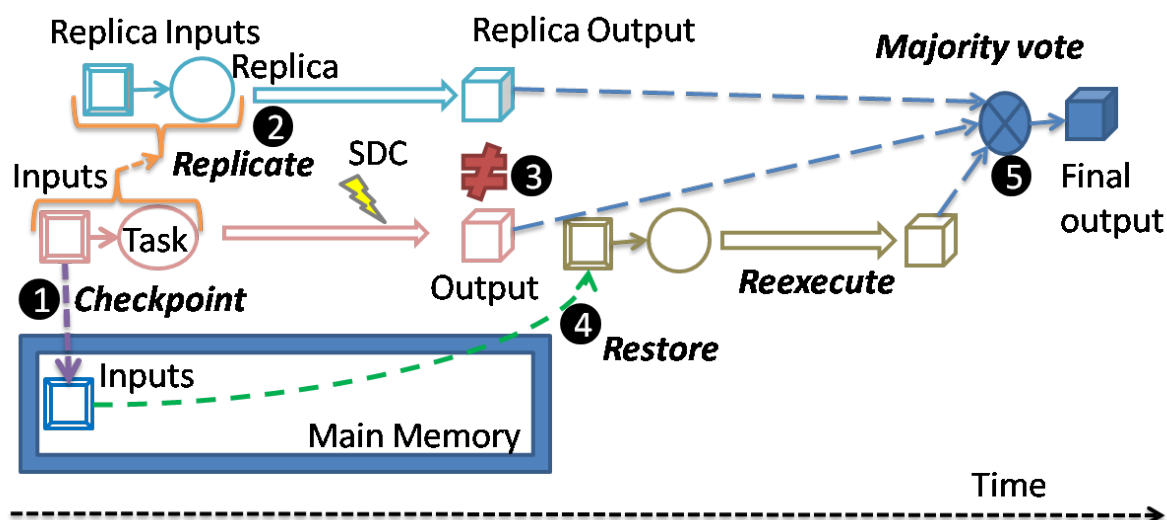 Replica Inputs
Replica
Replica Output
Majority vote
2
Replicate
SDC
3
5
Inputs
Task
Final
output
1
Checkpoint
Output
Reexecute
4
Restore
Inputs
Main Memory
Time